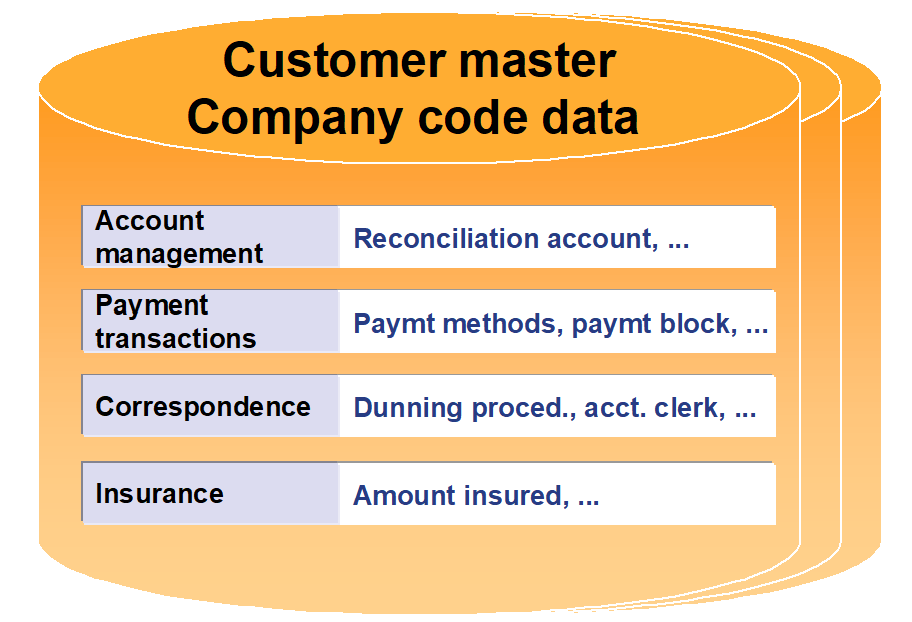 Customer master
Company code data
Account
management
Reconciliation account, ...
Payment
transactions
Paymt methods, paymt block, ...
Correspondence
Dunning proced., acct. clerk, ...
Insurance
Amount insured, ...